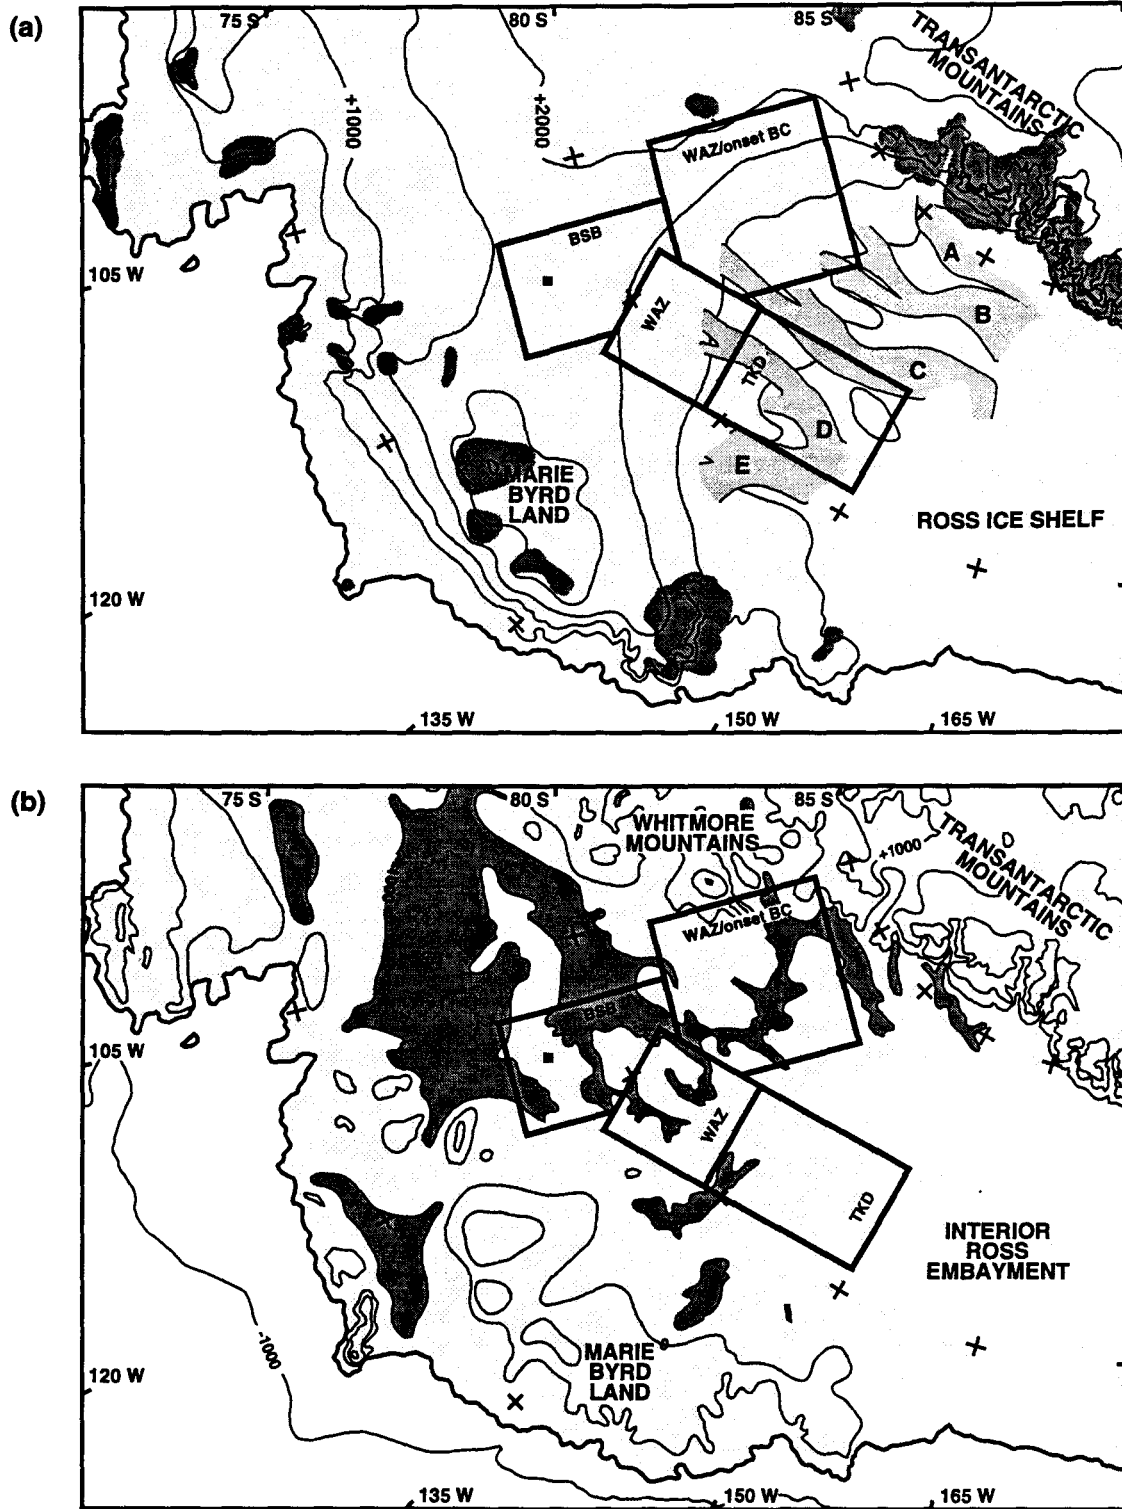 (a)
75 S
80 S
85 S
TRANSANTARCTIC
MOUNTAINS
+1000
+2000
WAZ/onset BC
BSB
105 W
A
WAZ
B
TKD
C
D
E
MARIE
BYRD
LAND
ROSS ICE SHELF
120 W
135 W
150 W
165 W
(b)
75 S
80 S
85 S
WHITMORE
MOUNTAINS
+1000
TRANSANTARCTIC
MOUNTAINS
WAZ/onset BC
BSB
105 W
WAZ
TKD
INTERIOR
ROSS
EMBAYMENT
-1000
MARIE
BYRD
LAND
120 W
135 W
150 W
165 W